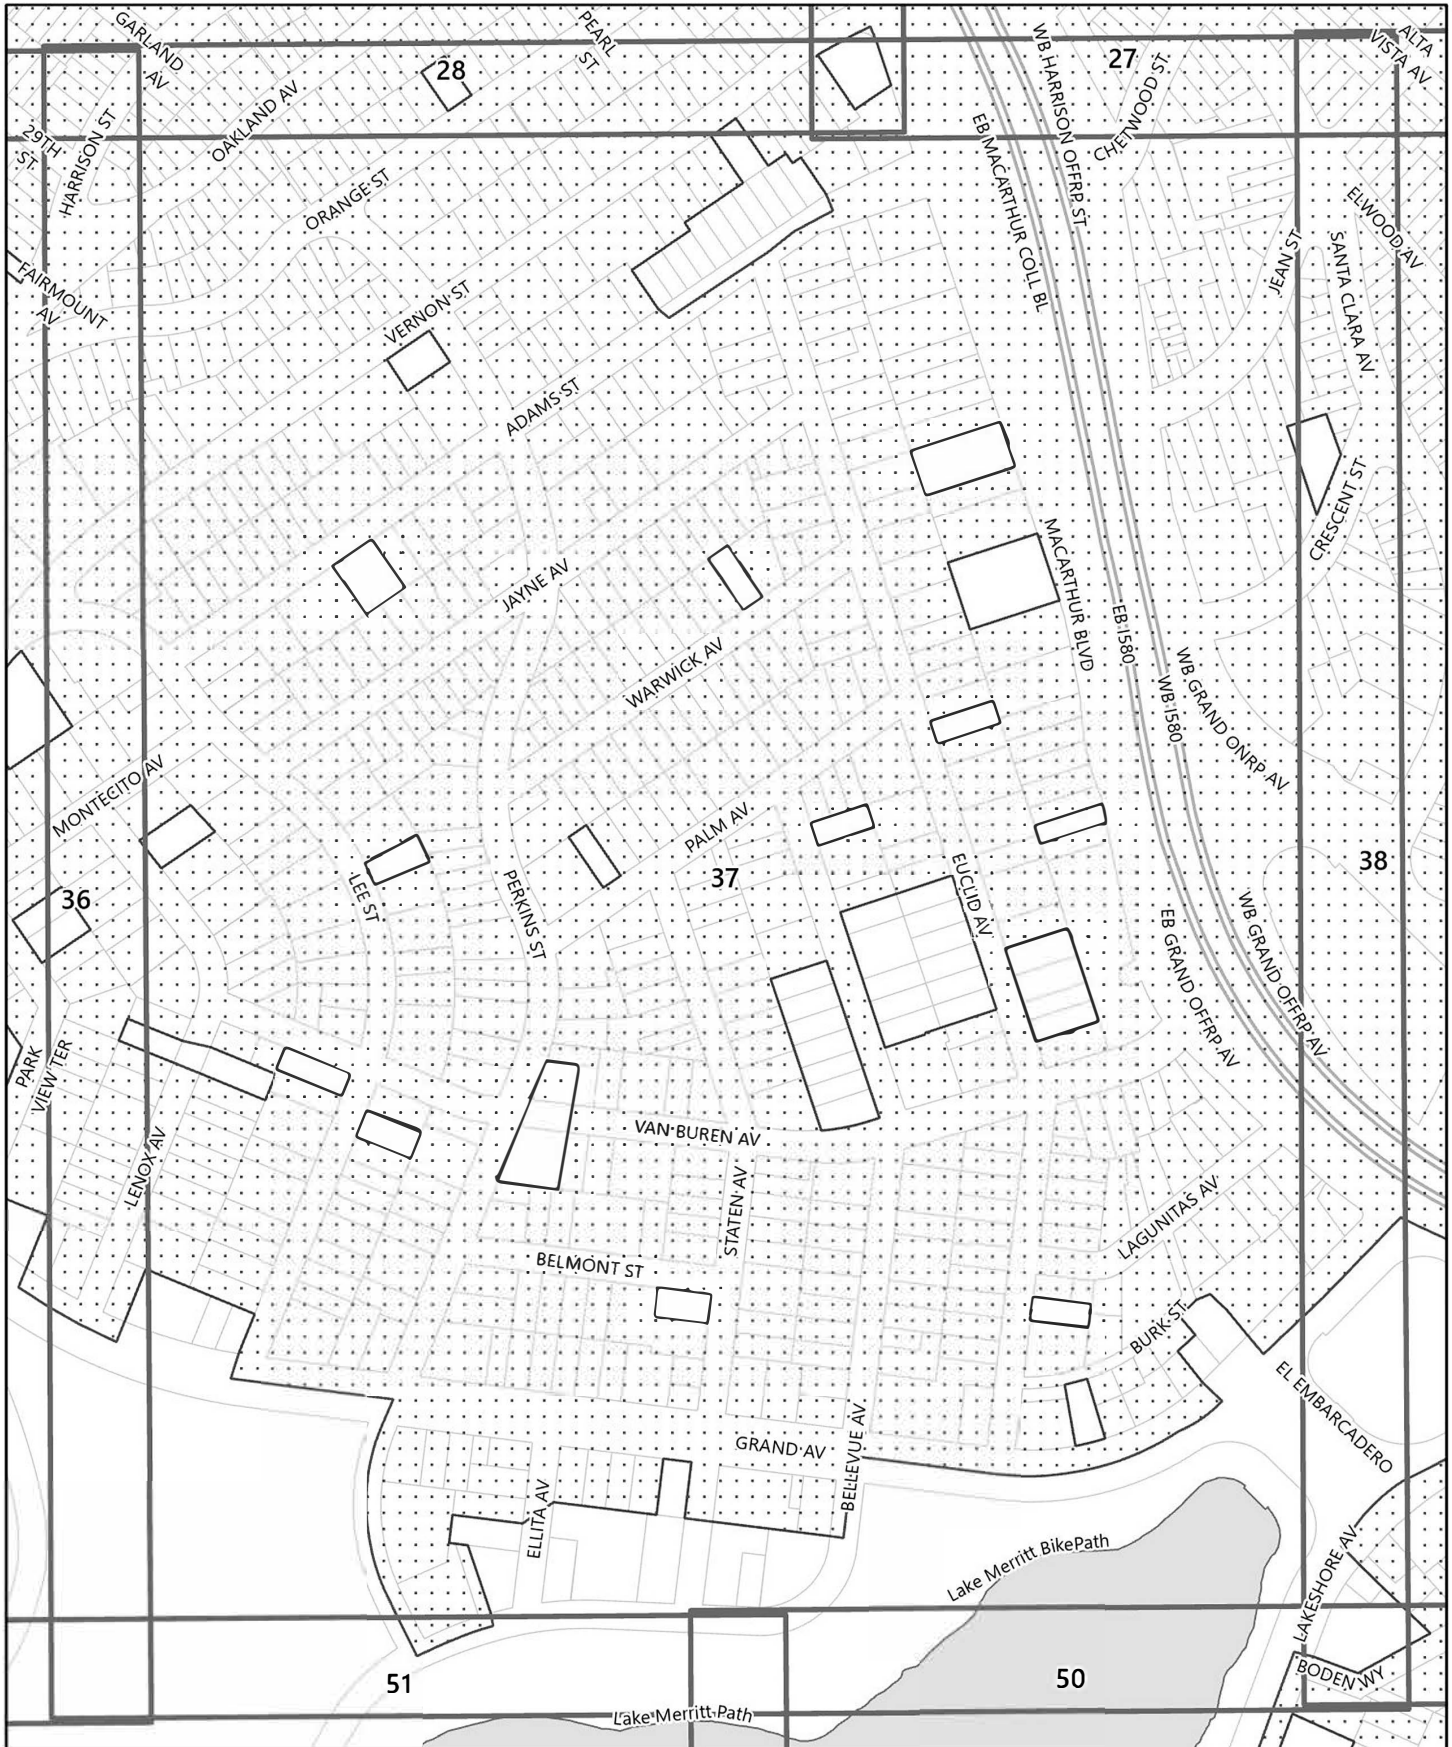 GARLAND
AV
PEARL
ST
ALTA
VISTA AV
28
27
29TH
ST
HARRISON ST
OAKLAND AV
WB HARRISON OFFRP ST
CHETWOOD ST
EB MACARTHUR COLL BL
ORANGE ST
ELWOOD AV
JEAN ST
SANTA CLARA AV
FAIRMOUNT
AV
VERNON ST
ADAMS ST
CRESCENT ST
JAYNE AV
MACARTHUR BLVD
EB I580
WB I580
WB GRAND ONRP AV
WARWICK AV
MONTECITO AV
PALM AV
37
38
36
LEE ST
PERKINS ST
EUCLID AV
EB GRAND OFFRP AV
WB GRAND OFFRP AV
PARK
VIEW TER
LENOX AV
VAN BUREN AV
STATEN AV
LAGUNITAS AV
BELMONT ST
BURK ST
EL EMBARCADERO
GRAND AV
BELLEVUE AV
ELLITA AV
Lake Merritt BikePath
LAKESHORE AV
BODEN WY
51
50
Lake Merritt Path